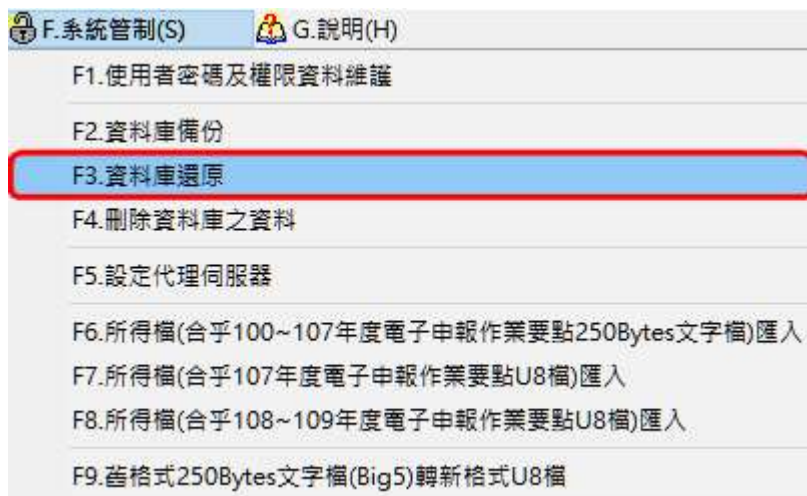 F.系統管制(S) G.說明(H)
F1.使用者密碼及權限資料維護
F2.資料庫備份
F3.資料庫還原
F4.刪除資料庫之資料
F5.設定代理伺服器
F6.所得檔(合乎100~107年度電子申報作業要點250Bytes文字檔)匯入
F7.所得檔(合乎107年度電子申報作業要點U8檔)匯入
F8.所得檔(合乎108~109年度電子申報作業要點U8檔)匯入
F9.舊格式250Bytes文字檔(Big5)轉新格式U8檔